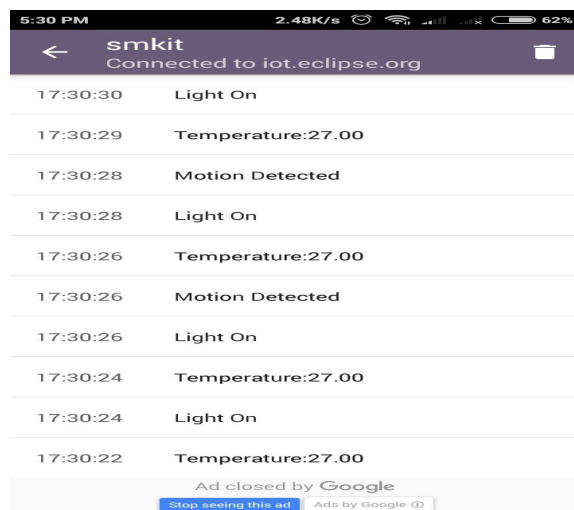 5:30 PM 2.48K/s 62%
smkit
Connected to iot.eclipse.org
17:30:30 Light On
17:30:29 Temperature:27.00
17:30:28 Motion Detected
17:30:28 Light On
17:30:26 Temperature:27.00
17:30:26 Motion Detected
17:30:26 Light On
17:30:24 Temperature:27.00
17:30:24 Light On
17:30:22 Temperature:27.00
Ad closed by Google
Stop seeing this ad Ads by Google